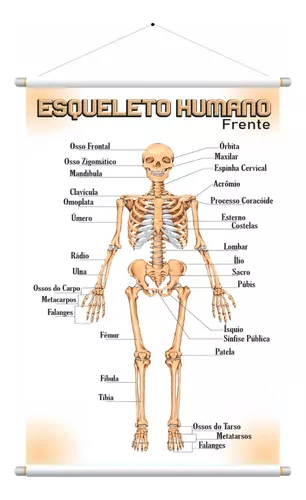 ESQUELETO HUMANO
Frente
Osso Frontal
Osso Zigomático
Mandíbula
Clavícula
Omoplata
Úmero
Rádio
Ulna
Ossos do Carpo
Metacarpos
Falanges
Fêmur
Fíbula
Tíbia
Órbita
Maxilar
Espinha Cervical
Acrômio
Processo Coracóide
Esterno
Costelas
Lombar
Ílio
Sacro
Púbis
Ísquio
Sínfise Pública
Patela
Ossos do Tarso
Metatarsos
Falanges